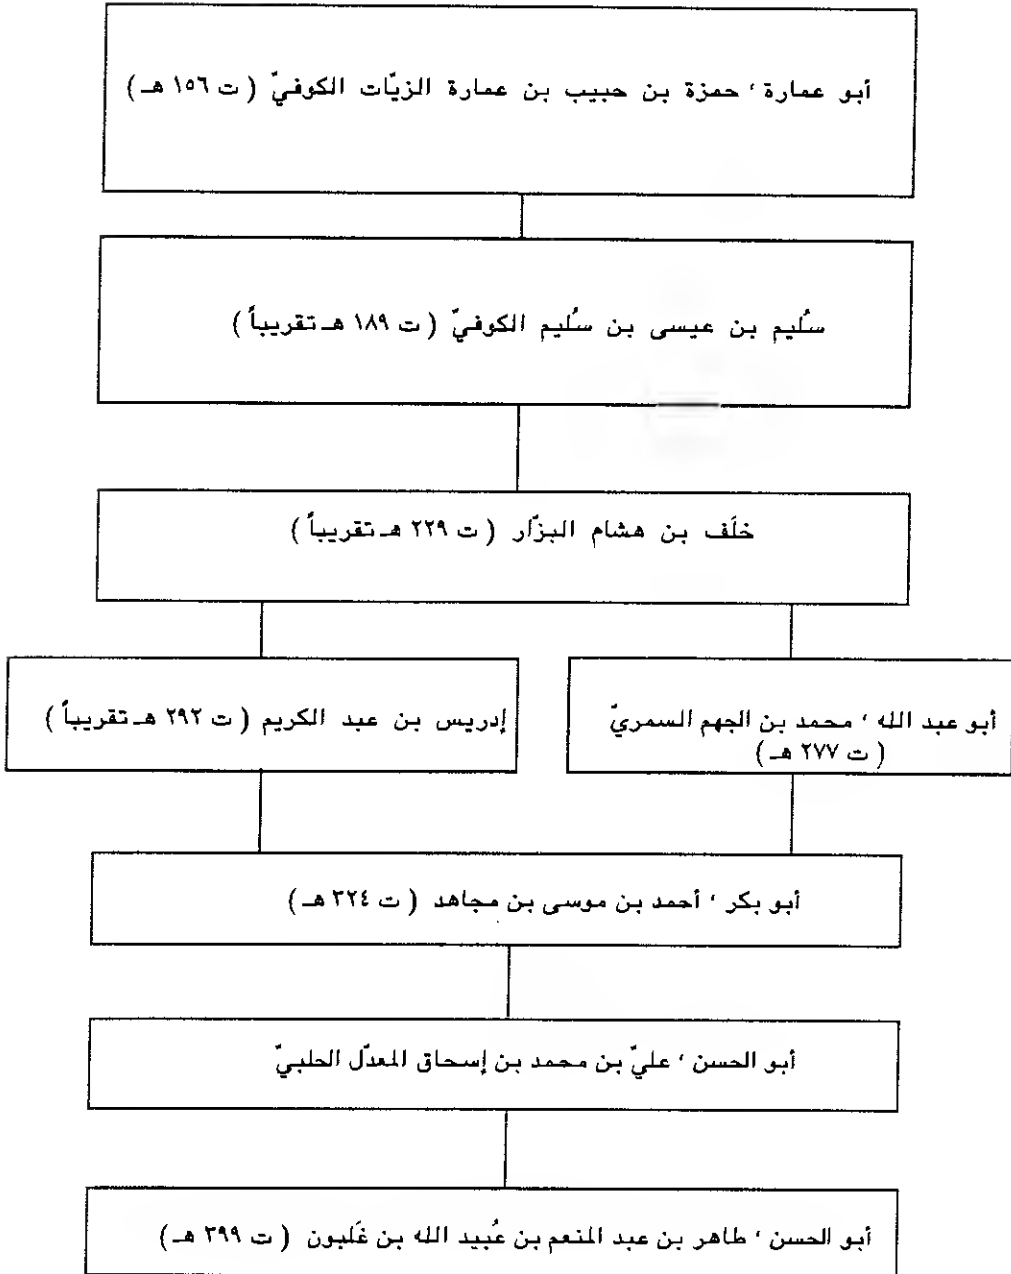 أبو عمارة ، حمزة بن حبيب بن عمارة الزيّات الكوفيّ ( ت ١٥٦ هـ )
سُليم بن عيسى بن سُليم الكوفيّ ( ت ١٨٩ هـ تقريباً )
خلَف بن هشام البزّار ( ت ٢٢٩ هـ تقريباً )
أبو عبد الله ، محمد بن الجهم السمريّ
( ت ٢٧٧ هـ )
إدريس بن عبد الكريم ( ت ٢٩٢ هـ تقريباً )
أبو بكر ، أحمد بن موسى بن مجاهد ( ت ٣٢٤ هـ )
أبو الحسن ، عليّ بن محمد بن إسحاق المعدّل الحلبيّ
أبو الحسن ، طاهر بن عبد المنعم بن عُبيد الله بن غَلبون ( ت ٣٩٩ هـ )